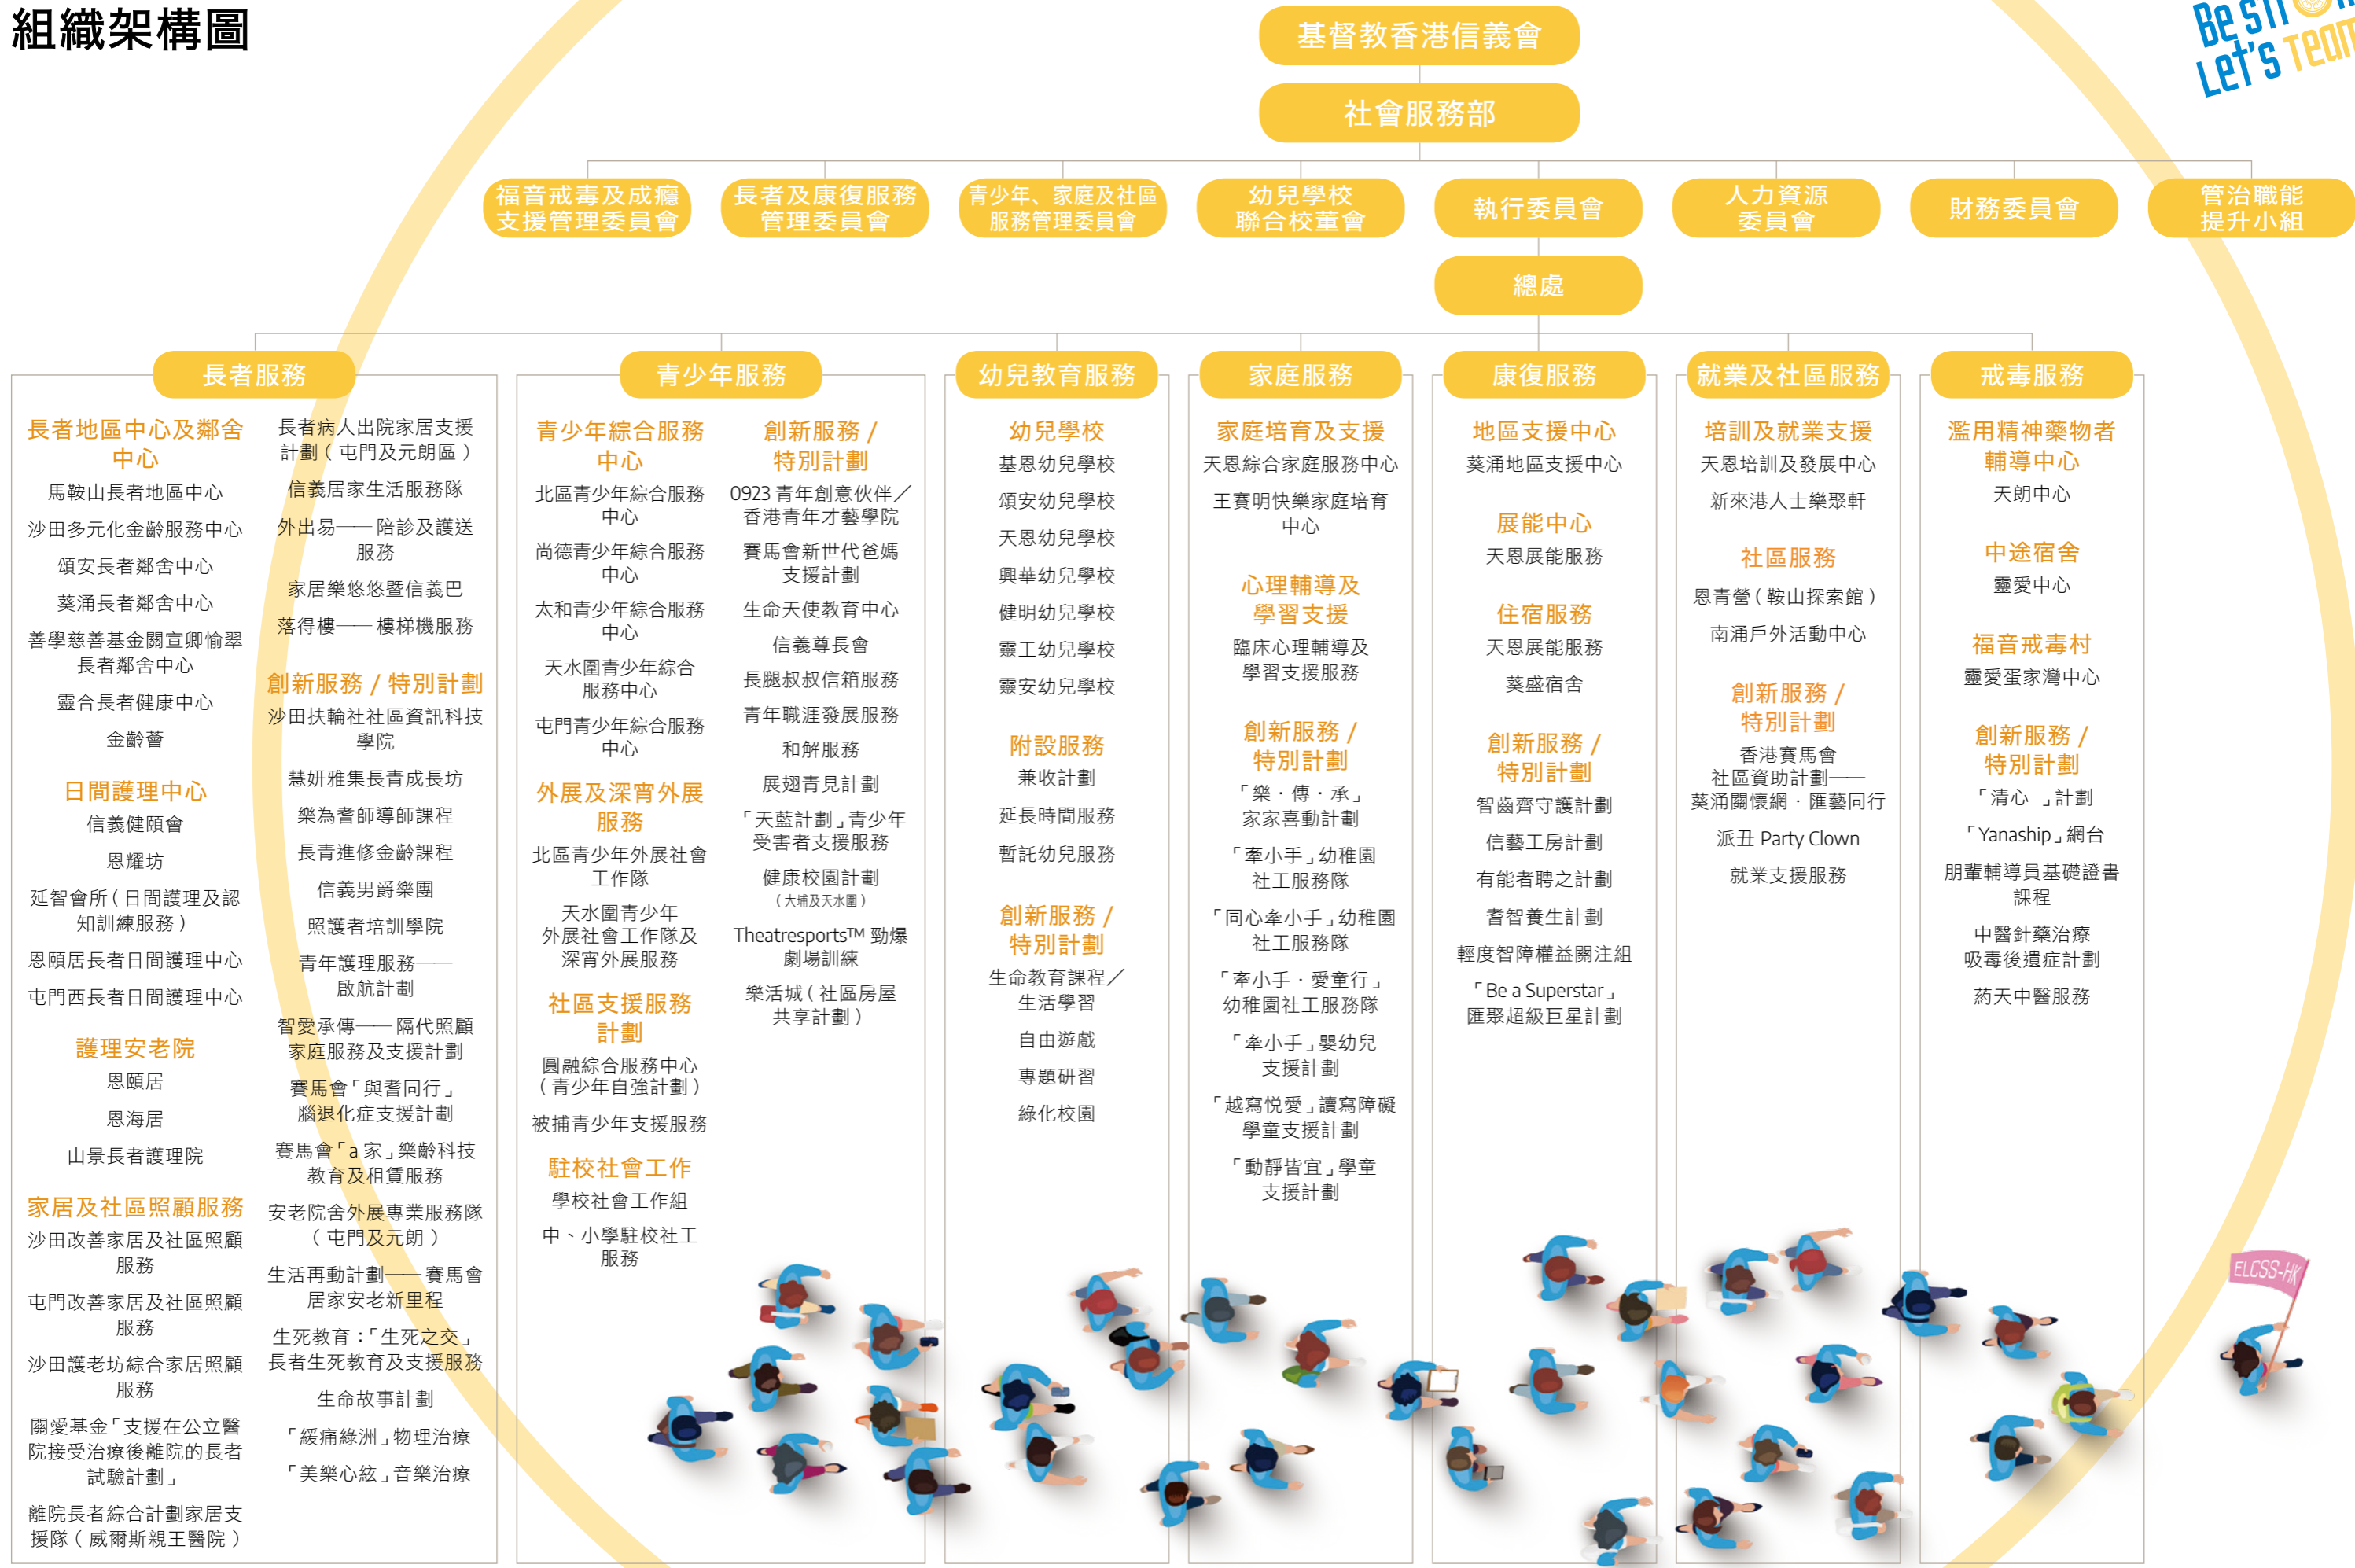 組織架構圖
Be
Let's
基督教香港信義會
社會服務部
福音戒毒及成癮
支援管理委員會
長者及康復服務
管理委員會
青少年、家庭及社區
服務管理委員會
幼兒學校
聯合校董會
執行委員會
人力資源
委員會
財務委員會
管治職能
提升小組
總處
長者服務
長者地區中心及鄰舍
中心
馬鞍山長者地區中心
沙田多元化金齡服務中心
頌安長者鄰舍中心
葵涌長者鄰舍中心
善學慈善基金關宣卿愉翠
長者鄰舍中心
靈合長者健康中心
金齡薈
日間護理中心
信義健頤會
恩耀坊
延智會所（日間護理及認
知訓練服務）
恩頤居長者日間護理中心
屯門西長者日間護理中心
護理安老院
恩頤居
恩海居
山景長者護理院
家居及社區照顧服務
沙田改善家居及社區照顧
服務
屯門改善家居及社區照顧
服務
沙田護老坊綜合家居照顧
服務
關愛基金「支援在公立醫
院接受治療後離院的長者
試驗計劃」
離院長者綜合計劃家居支
援隊（威爾斯親王醫院）
長者病人出院家居支援
計劃（屯門及元朗區）
信義居家生活服務隊
外出易——陪診及護送
服務
家居樂悠悠暨信義巴
落得樓——樓梯機服務
創新服務 / 特別計劃
沙田扶輪社社區資訊科技
學院
慧妍雅集長青成長坊
樂為耆師導師課程
長青進修金齡課程
信義男爵樂團
照護者培訓學院
青年護理服務——
啟航計劃
智愛承傳——隔代照顧
家庭服務及支援計劃
賽馬會「與耆同行」
腦退化症支援計劃
賽馬會「a 家」樂齡科技
教育及租賃服務
安老院舍外展專業服務隊
（屯門及元朗）
生活再動計劃——賽馬會
居家安老新里程
生死教育：「生死之交」
長者生死教育及支援服務
生命故事計劃
「緩痛綠洲」物理治療
「美樂心絃」音樂治療
青少年服務
青少年綜合服務
中心
北區青少年綜合服務
中心
尚德青少年綜合服務
中心
太和青少年綜合服務
中心
天水圍青少年綜合
服務中心
屯門青少年綜合服務
中心
外展及深宵外展
服務
北區青少年外展社會
工作隊
天水圍青少年
外展社會工作隊及
深宵外展服務
社區支援服務
計劃
圓融綜合服務中心
（青少年自強計劃）
被捕青少年支援服務
駐校社會工作
學校社會工作組
中、小學駐校社工
服務
創新服務 /
特別計劃
0923 青年創意伙伴／
香港青年才藝學院
賽馬會新世代爸媽
支援計劃
生命天使教育中心
信義尊長會
長腿叔叔信箱服務
青年職涯發展服務
和解服務
展翅青見計劃
「天藍計劃」青少年
受害者支援服務
健康校園計劃
（大埔及天水圍）
Theatresports™ 勁爆
劇場訓練
樂活城（社區房屋
共享計劃）
幼兒教育服務
幼兒學校
基恩幼兒學校
頌安幼兒學校
天恩幼兒學校
興華幼兒學校
健明幼兒學校
靈工幼兒學校
靈安幼兒學校
附設服務
兼收計劃
延長時間服務
暫託幼兒服務
創新服務 /
特別計劃
生命教育課程／
生活學習
自由遊戲
專題研習
綠化校園
家庭服務
家庭培育及支援
天恩綜合家庭服務中心
王賽明快樂家庭培育
中心
心理輔導及
學習支援
臨床心理輔導及
學習支援服務
創新服務 /
特別計劃
「樂．傳．承」
家家喜動計劃
「牽小手」幼稚園
社工服務隊
「同心牽小手」幼稚園
社工服務隊
「牽小手．愛童行」
幼稚園社工服務隊
「牽小手」嬰幼兒
支援計劃
「越寫悦愛」讀寫障礙
學童支援計劃
「動靜皆宜」學童
支援計劃
康復服務
地區支援中心
葵涌地區支援中心
展能中心
天恩展能服務
住宿服務
天恩展能服務
葵盛宿舍
創新服務 /
特別計劃
智齒齊守護計劃
信藝工房計劃
有能者聘之計劃
耆智養生計劃
輕度智障權益關注組
「Be a Superstar」
匯聚超級巨星計劃
就業及社區服務
培訓及就業支援
天恩培訓及發展中心
新來港人士樂聚軒
社區服務
恩青營（鞍山探索館）
南涌戶外活動中心
創新服務 /
特別計劃
香港賽馬會
社區資助計劃——
葵涌關懷網．匯藝同行
派丑 Party Clown
就業支援服務
戒毒服務
濫用精神藥物者
輔導中心
天朗中心
中途宿舍
靈愛中心
福音戒毒村
靈愛蛋家灣中心
創新服務 /
特別計劃
「清心 」計劃
「Yanaship」網台
朋輩輔導員基礎證書
課程
中醫針藥治療
吸毒後遺症計劃
葯天中醫服務
ELCSS-HK